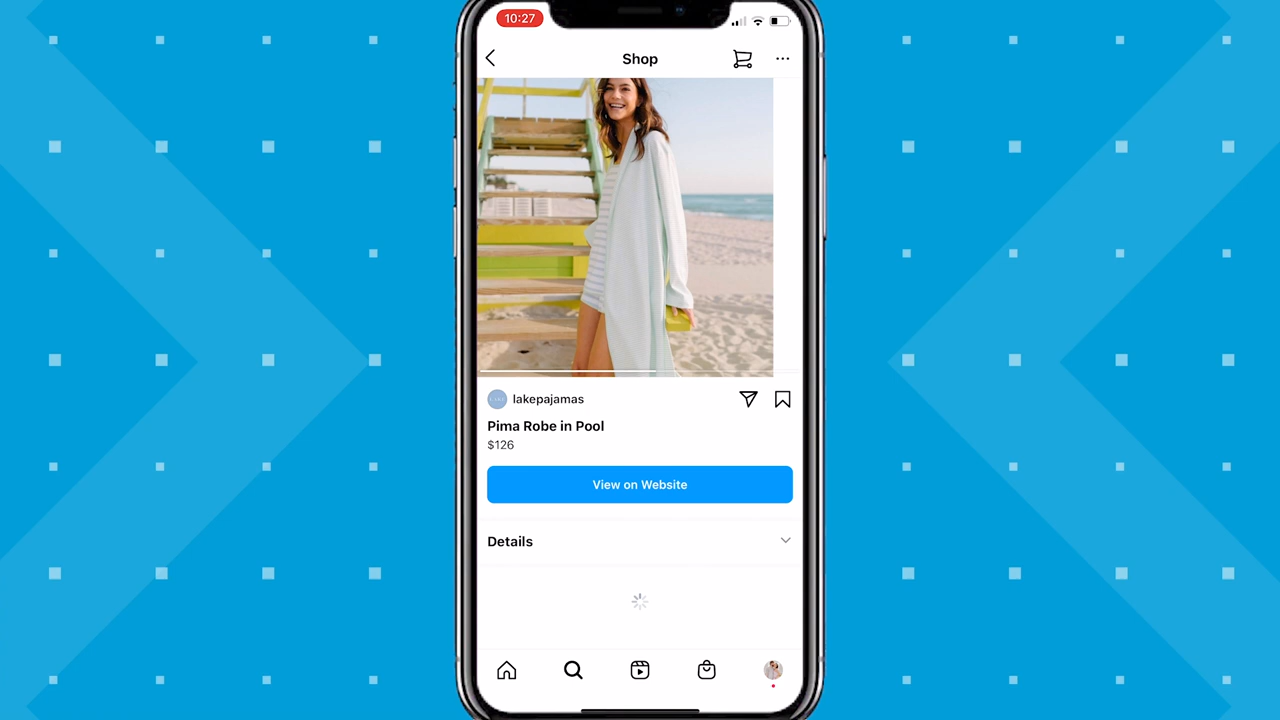 10:27
Shop
lakepajamas
Pima Robe in Pool
$126
View on Website
Details